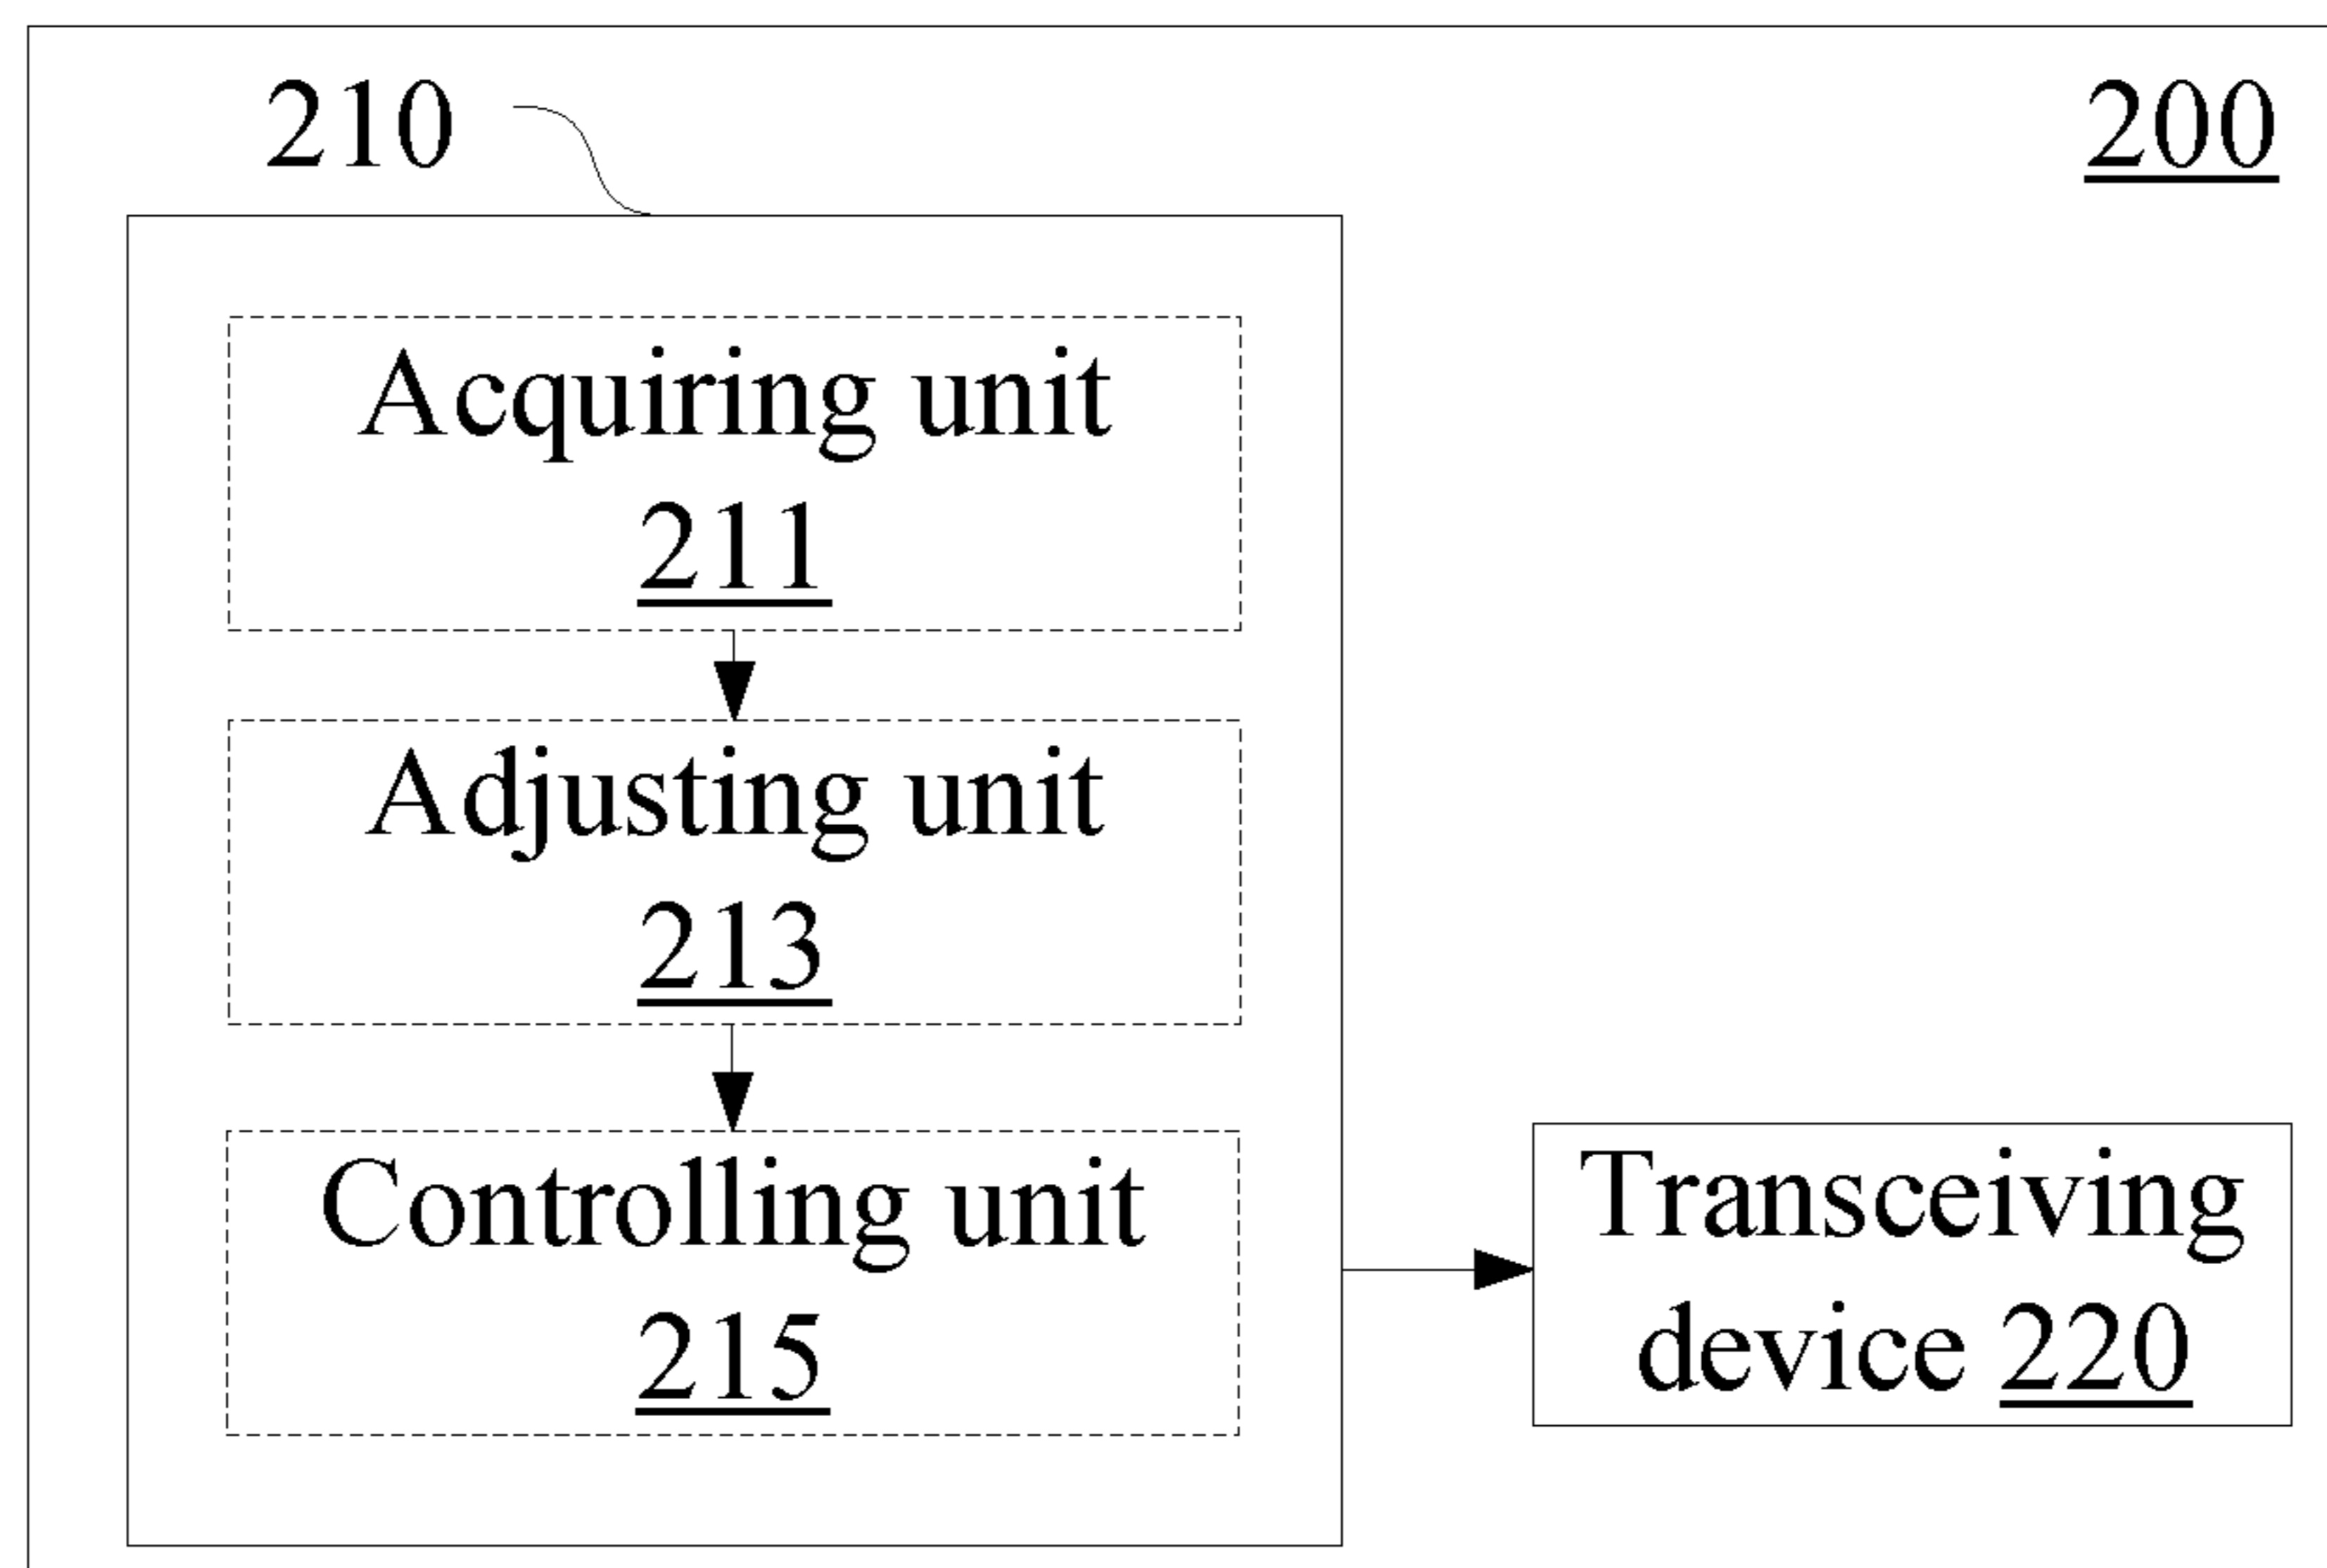 210
200
Acquiring unit
211
Adjusting unit
213
Controlling unit
215
Transceiving
device 220